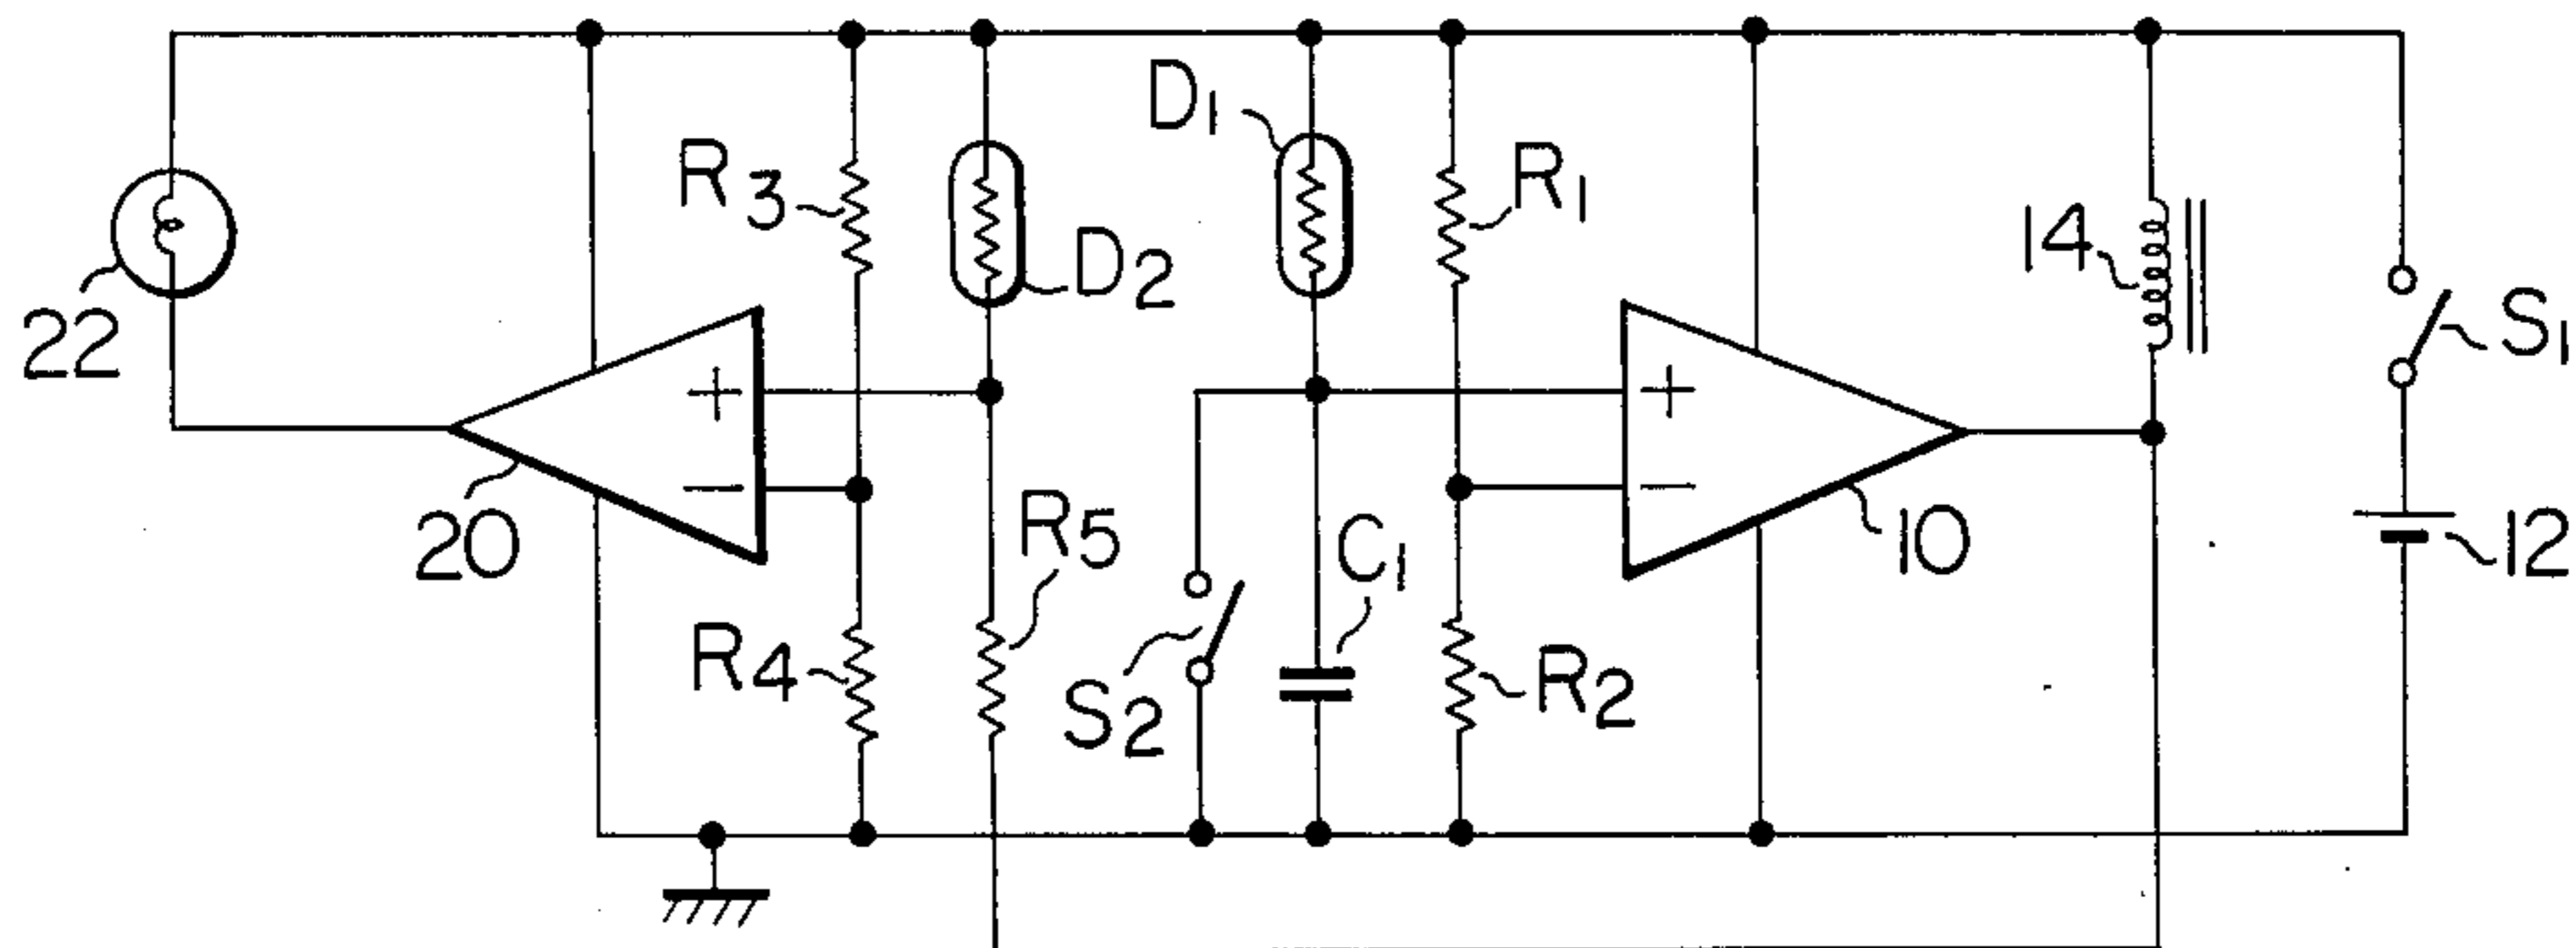 D₁
R₃
R₁
D₂
14
22
S₁
20
R₅
C₁
10
12
R₄
S₂
R₂
+
−
+
−